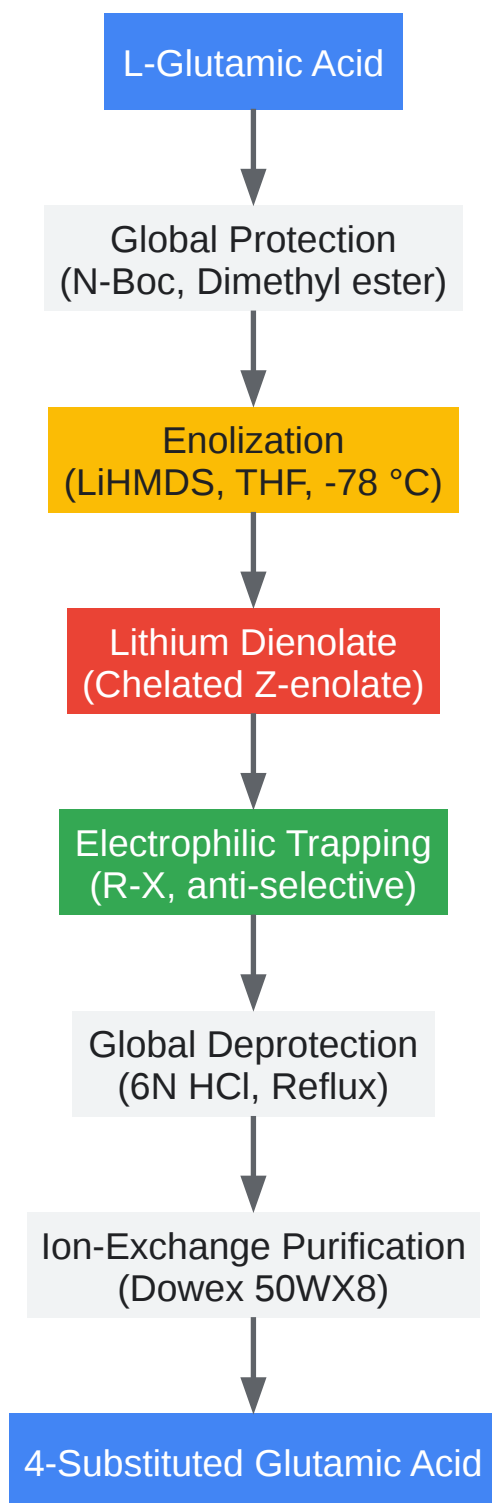 L-Glutamic Acid
Global Protection
(N-Boc, Dimethyl ester)
Enolization
(LiHMDS, THF, -78 °C)
Lithium Dienolate
(Chelated Z-enolate)
Electrophilic Trapping
(R-X, anti-selective)
Global Deprotection
(6N HCl, Reflux)
Ion-Exchange Purification
(Dowex 50WX8)
4-Substituted Glutamic Acid